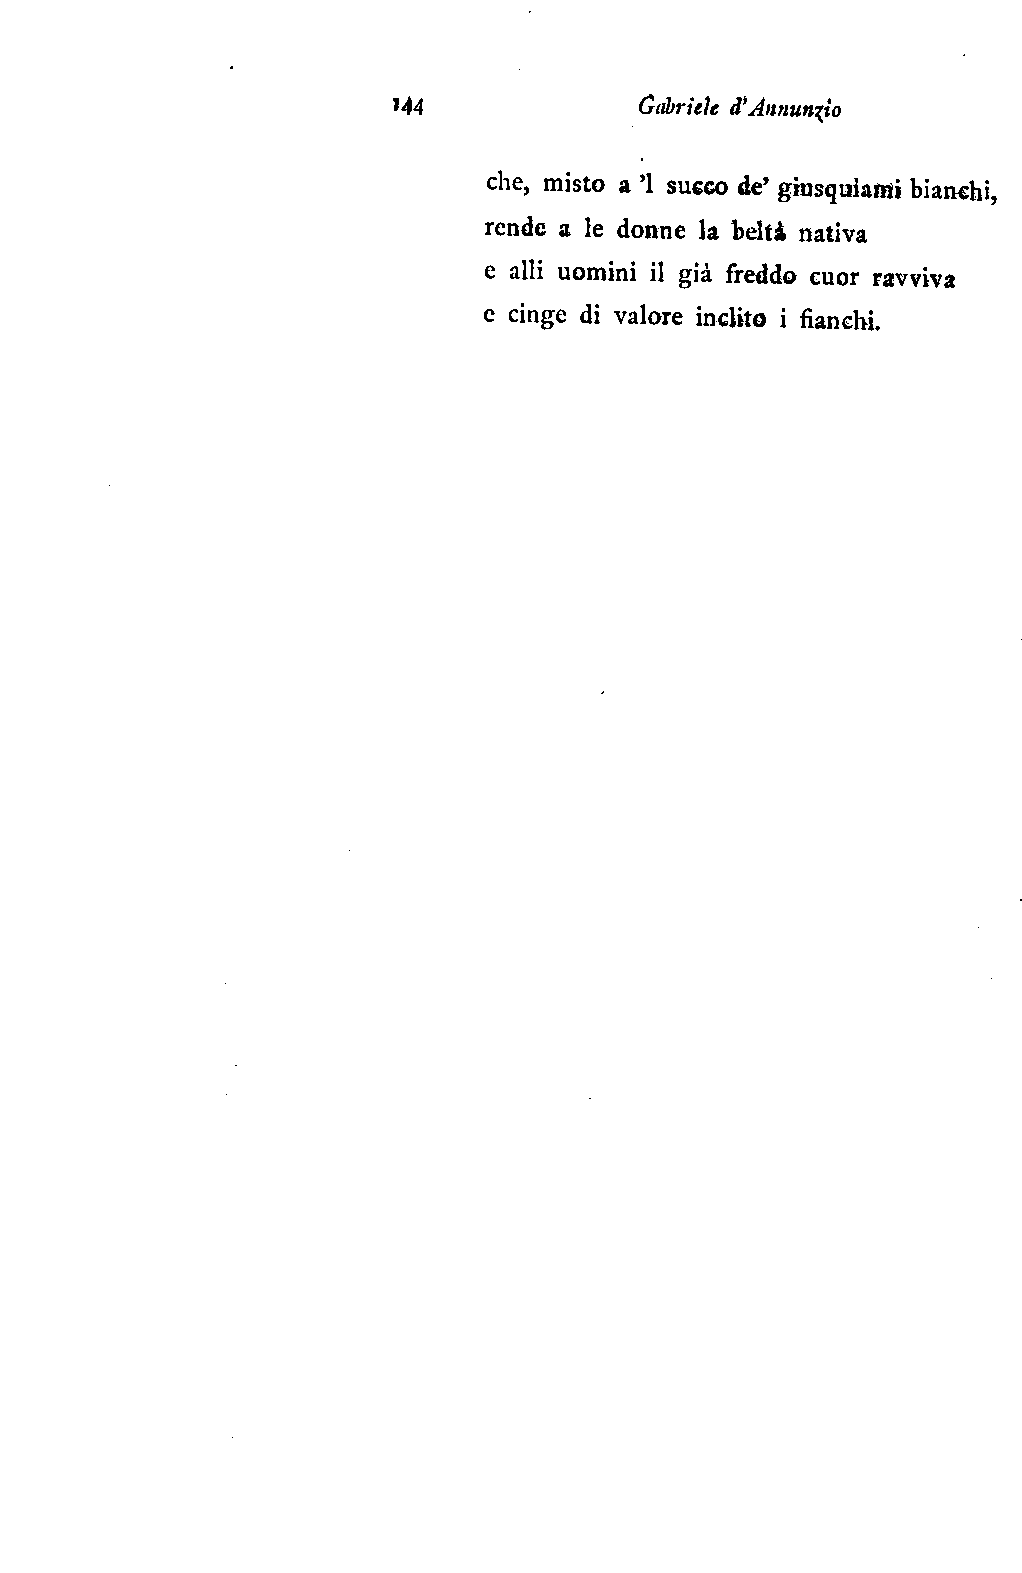 144 Gabriele d'Annunzio
che, misto a 'l succo de' giusquiami bianchi,
rende a le donne la beltà nativa
e alli uomini il già freddo cuor ravviva
e cinge di valore inclito i fianchi.